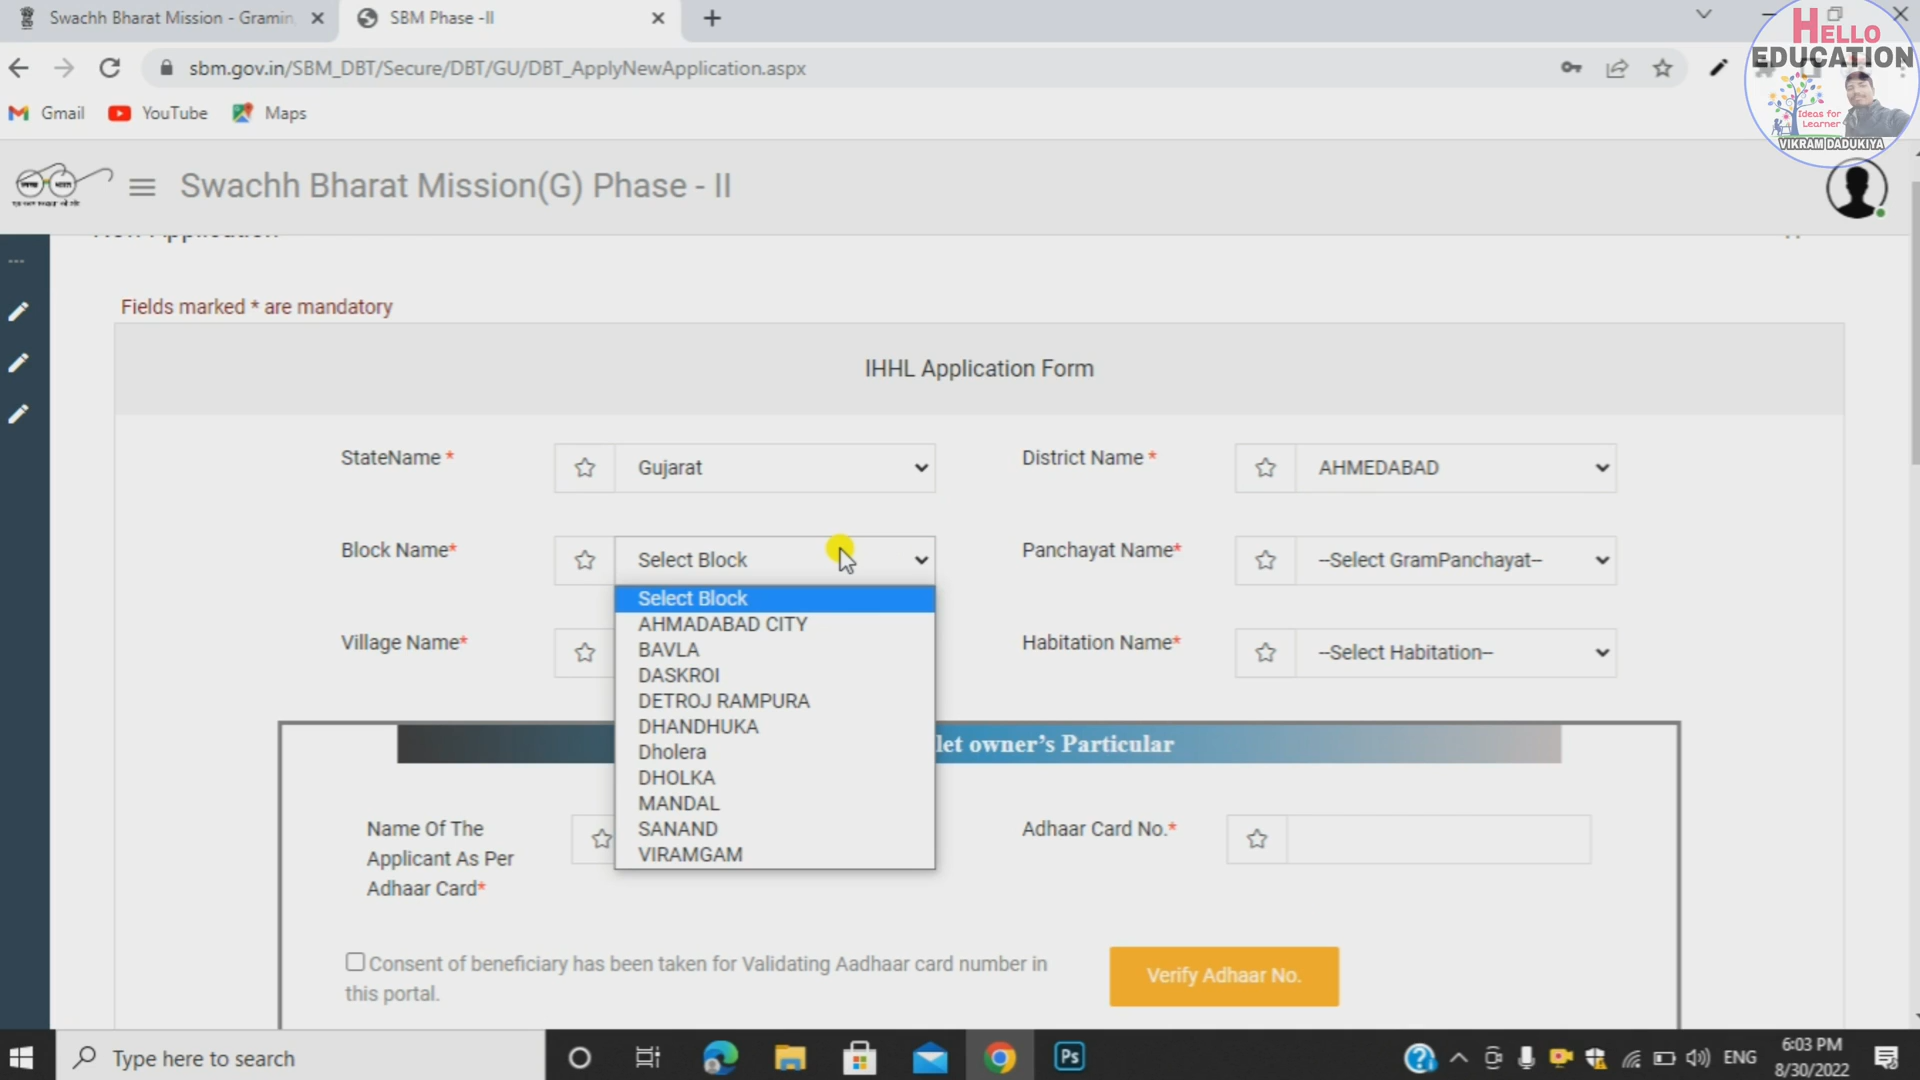 Swachh Bharat Mission - Gramin
SBM Phase -II
sbm.gov.in/SBM_DBT/Secure/DBT/GU/DBT_ApplyNewApplication.aspx
Gmail
YouTube
Maps
HELLO
EDUCATION
Ideas for
Learner
VIKRAM DADUKIYA
Swachh Bharat Mission(G) Phase - II
New Application
Fields marked * are mandatory
IHHL Application Form
StateName *
Gujarat
District Name *
AHMEDABAD
Block Name*
Select Block
Panchayat Name*
--Select GramPanchayat--
Select Block
AHMADABAD CITY
Village Name*
Habitation Name*
--Select Habitation--
BAVLA
DASKROI
DETROJ RAMPURA
DHANDHUKA
Dholera
DHOLKA
MANDAL
SANAND
VIRAMGAM
let owner's Particular
Name Of The
Applicant As Per
Adhaar Card*
Adhaar Card No.*
Consent of beneficiary has been taken for Validating Aadhaar card number in
this portal.
Verify Adhaar No.
Type here to search
Ps
ENG
6:03 PM
8/30/2022